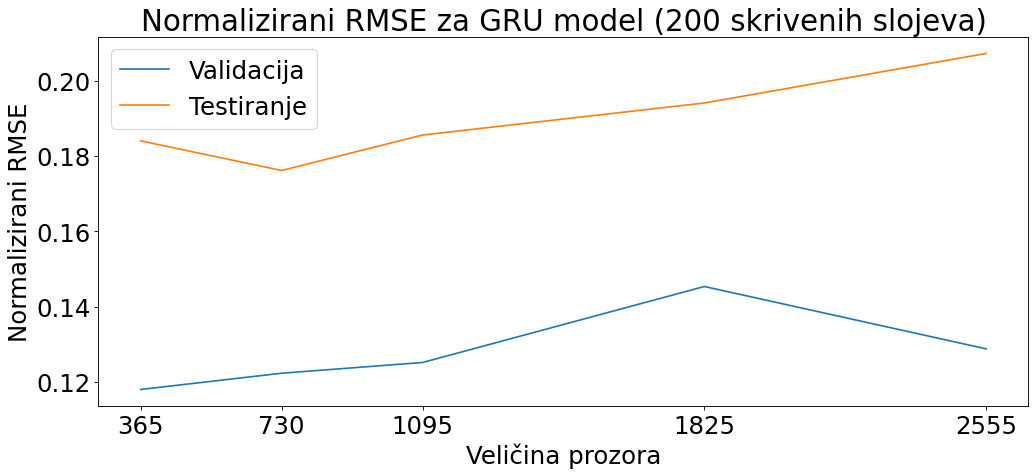 Normalizirani RMSE za GRU model (200 skrivenih slojeva)
Validacija
Testiranje
Normalizirani RMSE
0.20
0.18
0.16
0.14
0.12
365 730 1095 1825 2555
Veličina prozora